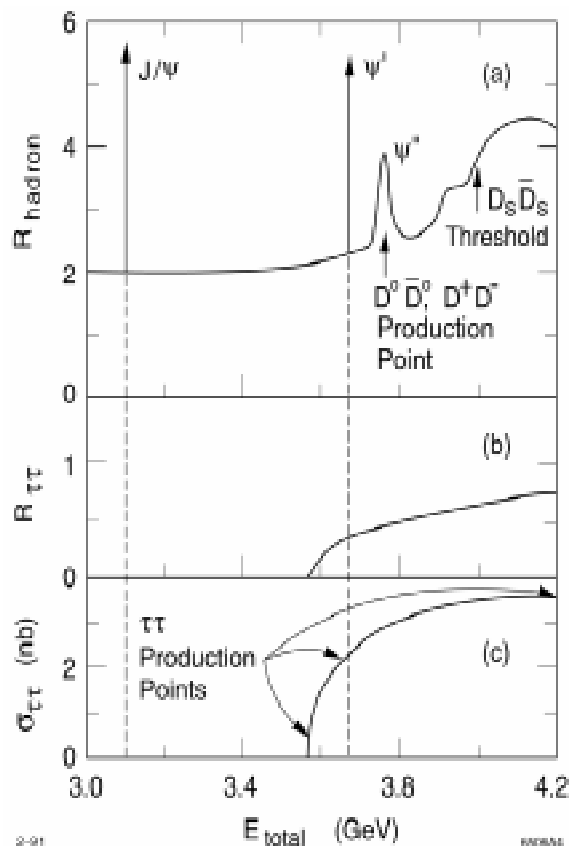 6
J/ψ
ψ'
(a)
ψ"
4
R hadron
D_S D̄_S
Threshold
2
D⁰ D̄⁰, D⁺ D⁻
Production
Point
0
1
(b)
R ττ
0
ττ
Production
Points
(c)
2
σ ττ (nb)
0
3.0 3.4 3.8 4.2
E total (GeV)
2-91